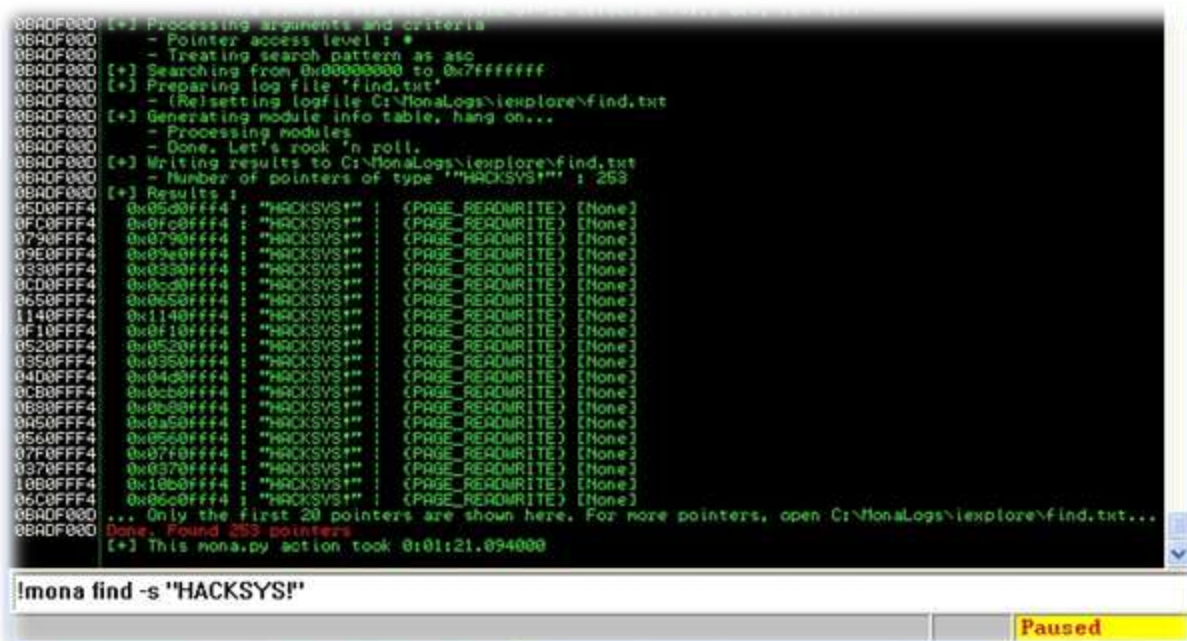 0BADF00D [+] Processing arguments and criteria
0BADF00D     - Pointer access level : *
0BADF00D     - Treating search pattern as asc
0BADF00D [+] Searching from 0x00000000 to 0x7fffffff
0BADF00D [+] Preparing log file 'find.txt'
0BADF00D     - (Re)setting logfile C:\MonaLogs\iexplore\find.txt
0BADF00D [+] Generating module info table, hang on...
0BADF00D     - Processing modules
0BADF00D     - Done. Let's rock 'n roll.
0BADF00D [+] Writing results to C:\MonaLogs\iexplore\find.txt
0BADF00D     - Number of pointers of type '"HACKSYS!"' : 253
0BADF00D [+] Results :
05D0FFF4   0x05d0fff4 : "HACKSYS!" | {PAGE_READWRITE} [None]
0FC0FFF4   0x0fc0fff4 : "HACKSYS!" | {PAGE_READWRITE} [None]
0790FFF4   0x0790fff4 : "HACKSYS!" | {PAGE_READWRITE} [None]
09E0FFF4   0x09e0fff4 : "HACKSYS!" | {PAGE_READWRITE} [None]
0330FFF4   0x0330fff4 : "HACKSYS!" | {PAGE_READWRITE} [None]
0CD0FFF4   0x0cd0fff4 : "HACKSYS!" | {PAGE_READWRITE} [None]
0650FFF4   0x0650fff4 : "HACKSYS!" | {PAGE_READWRITE} [None]
1140FFF4   0x1140fff4 : "HACKSYS!" | {PAGE_READWRITE} [None]
0F10FFF4   0x0f10fff4 : "HACKSYS!" | {PAGE_READWRITE} [None]
0520FFF4   0x0520fff4 : "HACKSYS!" | {PAGE_READWRITE} [None]
0350FFF4   0x0350fff4 : "HACKSYS!" | {PAGE_READWRITE} [None]
04D0FFF4   0x04d0fff4 : "HACKSYS!" | {PAGE_READWRITE} [None]
0CB0FFF4   0x0cb0fff4 : "HACKSYS!" | {PAGE_READWRITE} [None]
0B80FFF4   0x0b80fff4 : "HACKSYS!" | {PAGE_READWRITE} [None]
0A50FFF4   0x0a50fff4 : "HACKSYS!" | {PAGE_READWRITE} [None]
0560FFF4   0x0560fff4 : "HACKSYS!" | {PAGE_READWRITE} [None]
07F0FFF4   0x07f0fff4 : "HACKSYS!" | {PAGE_READWRITE} [None]
0370FFF4   0x0370fff4 : "HACKSYS!" | {PAGE_READWRITE} [None]
10B0FFF4   0x10b0fff4 : "HACKSYS!" | {PAGE_READWRITE} [None]
06C0FFF4   0x06c0fff4 : "HACKSYS!" | {PAGE_READWRITE} [None]
0BADF00D ... Only the first 20 pointers are shown here. For more pointers, open C:\MonaLogs\iexplore\find.txt...
0BADF00D Done. Found 253 pointers
[+] This mona.py action took 0:01:21.094000
!mona find -s "HACKSYS!"
Paused